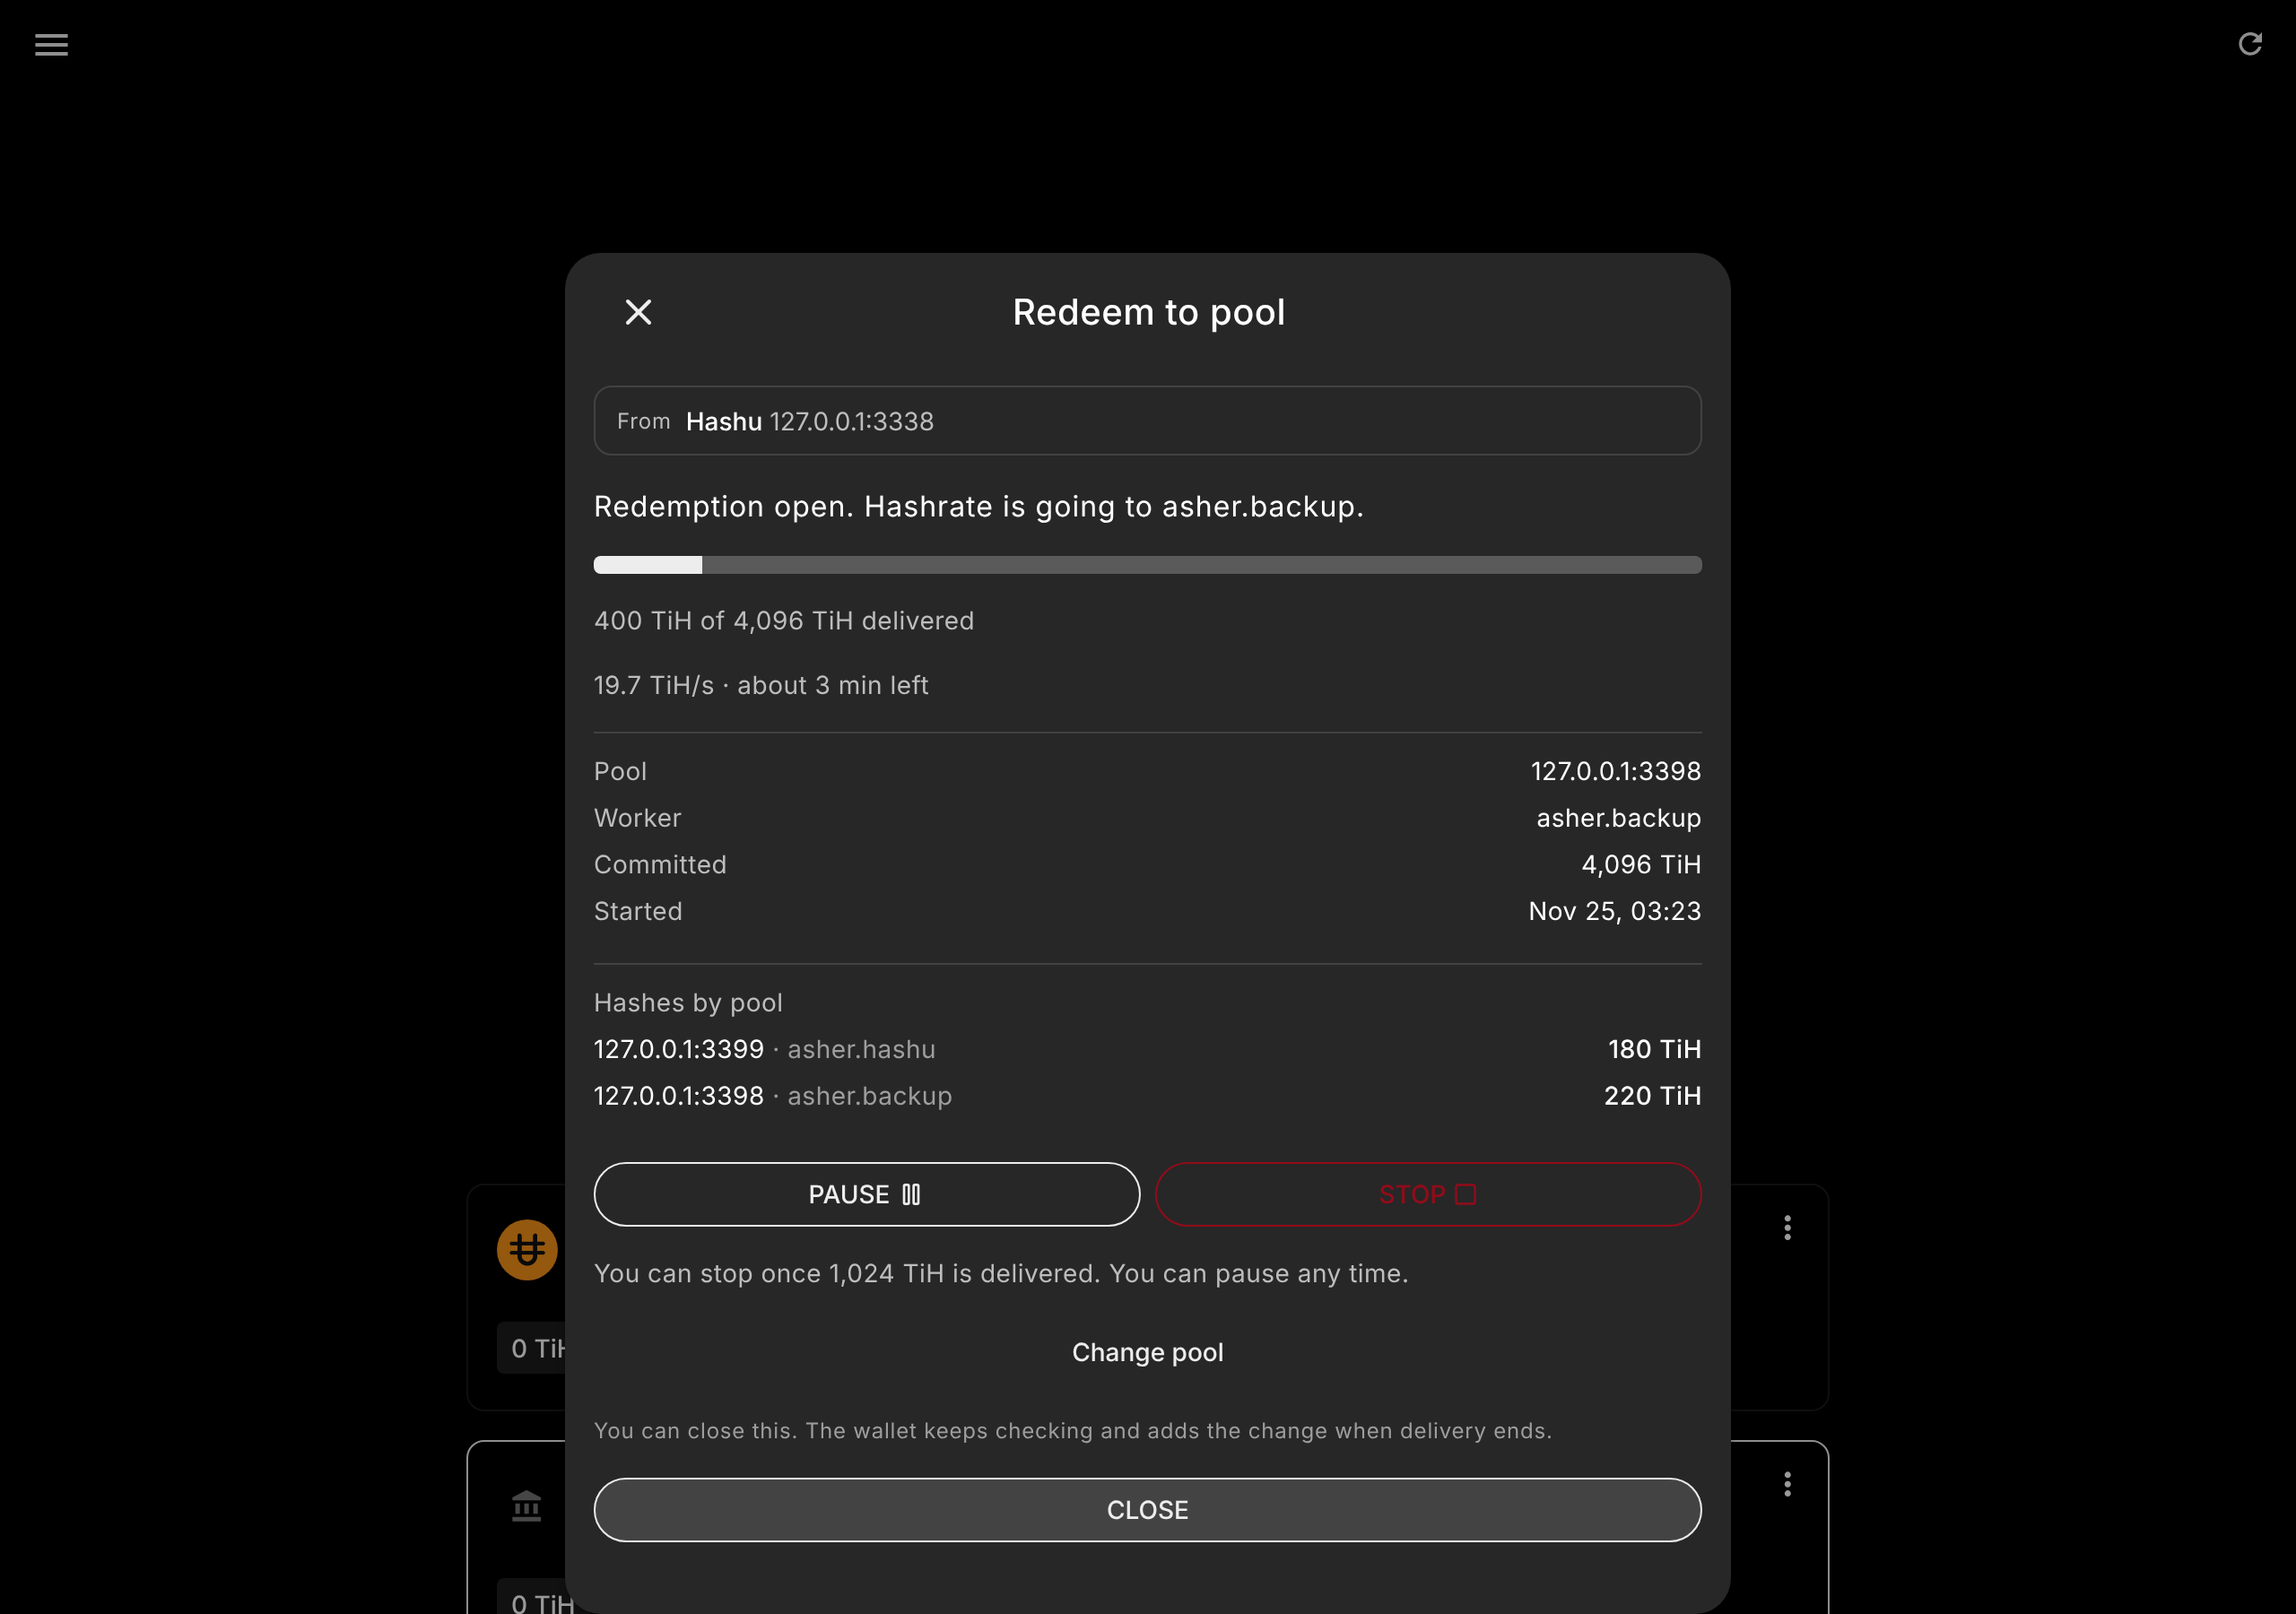 Redeem to pool
From Hashu 127.0.0.1:3338
Redemption open. Hashrate is going to asher.backup.
400 TiH of 4,096 TiH delivered
19.7 TiH/s · about 3 min left
Pool 127.0.0.1:3398
Worker asher.backup
Committed 4,096 TiH
Started Nov 25, 03:23
Hashes by pool
127.0.0.1:3399 · asher.hashu 180 TiH
127.0.0.1:3398 · asher.backup 220 TiH
PAUSE STOP
You can stop once 1,024 TiH is delivered. You can pause any time.
0 TiH
Change pool
You can close this. The wallet keeps checking and adds the change when delivery ends.
CLOSE
0 TiH